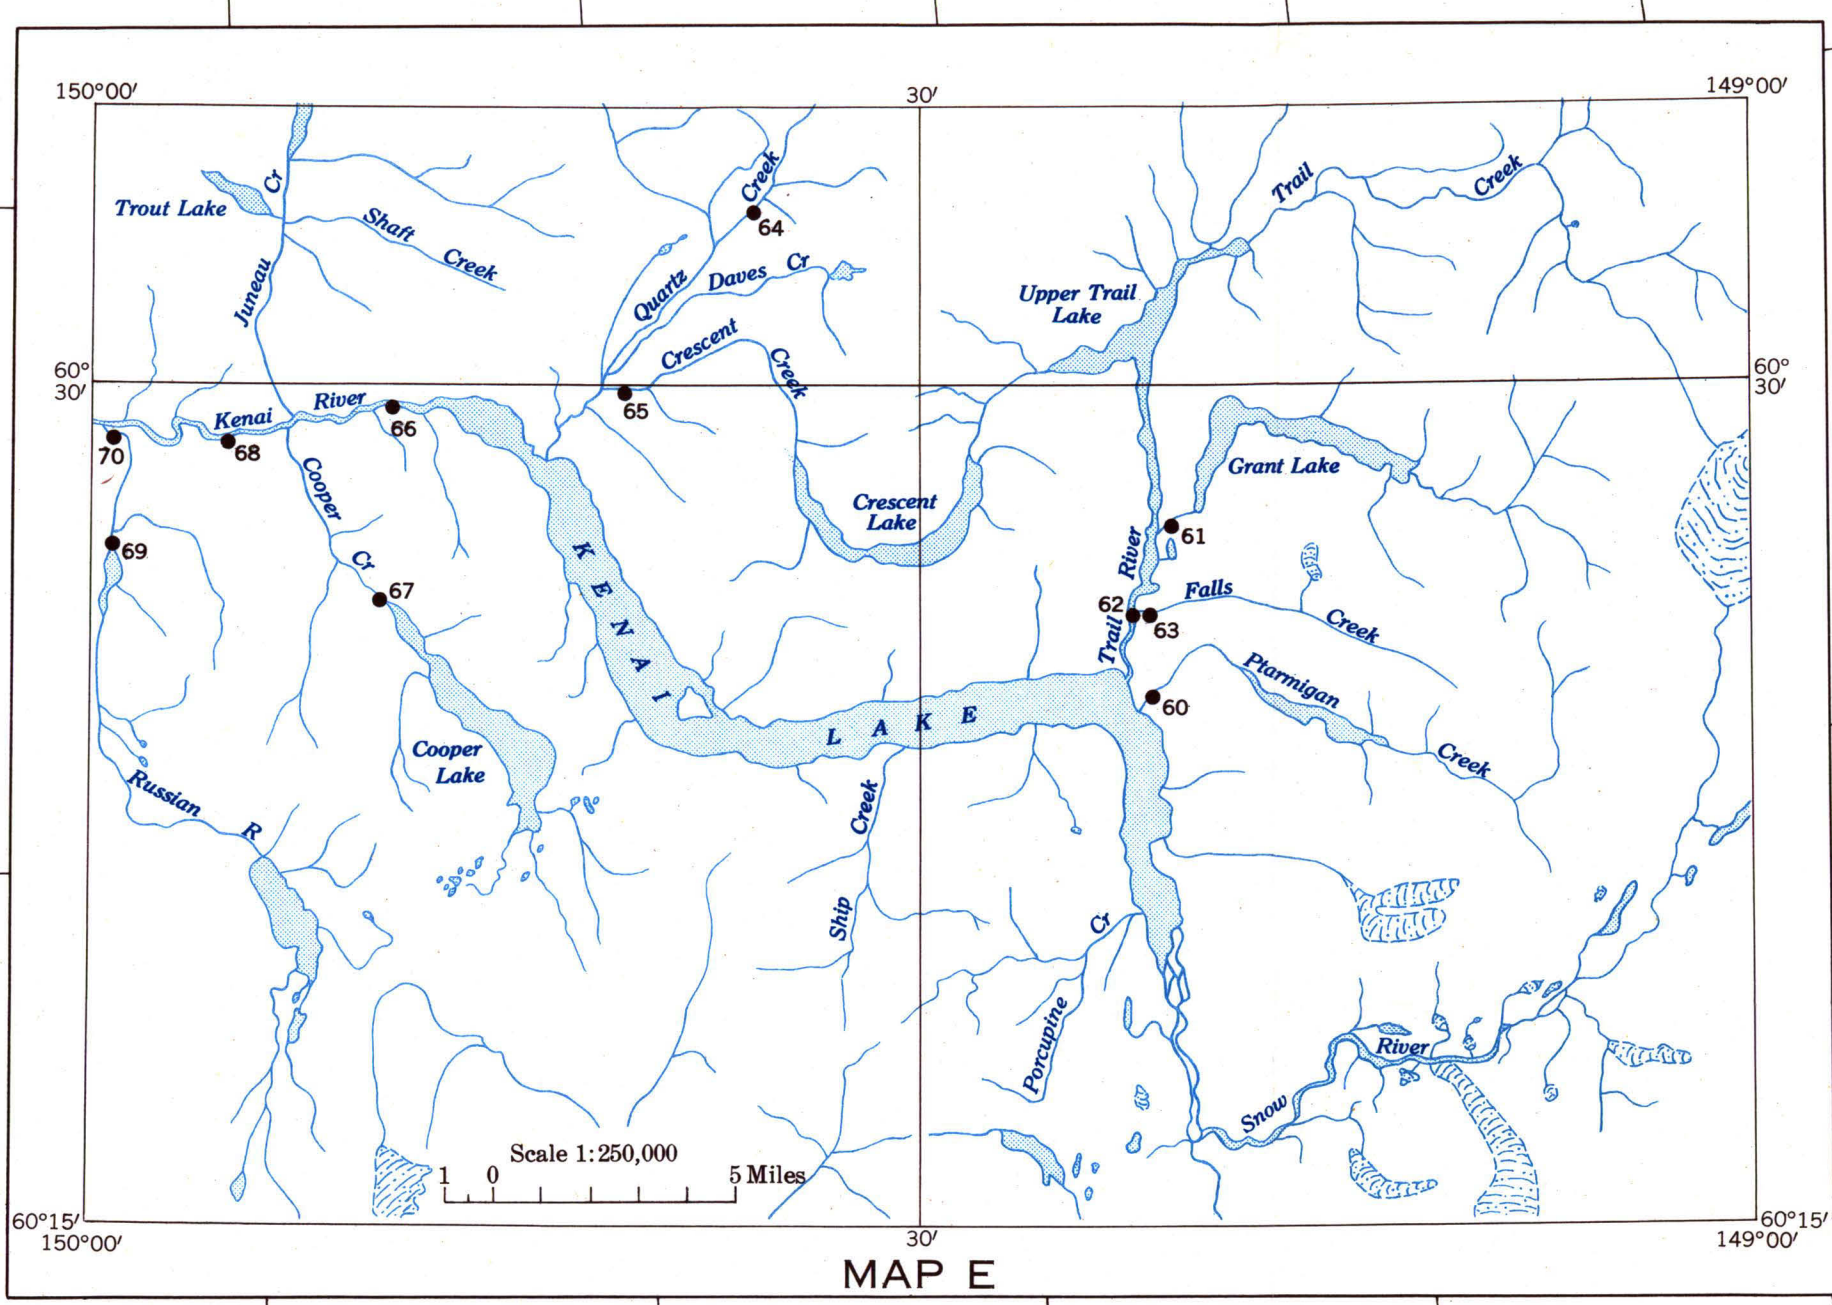 150°00′
30′
149°00′
Trout Lake
Cr
Juneau
Shaft
Creek
Creek
64
Quartz
Daves Cr
Crescent
Creek
Trail
Creek
Upper Trail
Lake
60°
30′
60°
30′
Kenai
River
66
65
68
70
Cooper
Cr
69
67
Grant Lake
Crescent
Lake
61
River
Trail
62
63
Falls
Creek
KENAI
LAKE
60
Ptarmigan
Creek
Cooper
Lake
Russian
R
Creek
Ship
Cr
Porcupine
River
Snow
Scale 1:250,000
1 0 5 Miles
60°15′
60°15′
150°00′
30′
149°00′
MAP E